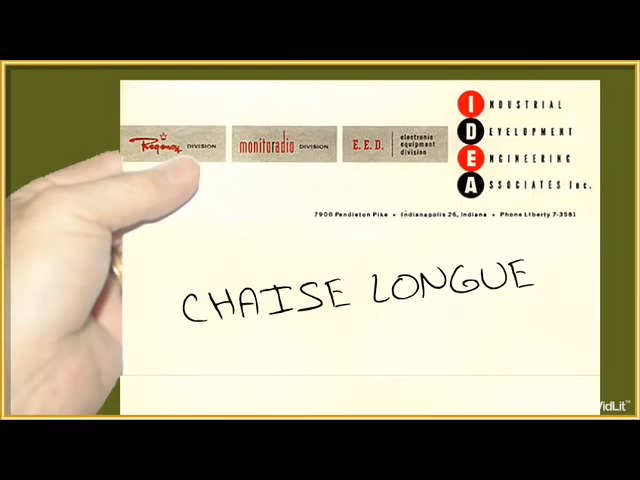 Regency DIVISION
monitoradio DIVISION
E. E. D. electronic
equipment
division
INDUSTRIAL
DEVELOPMENT
ENGINEERING
ASSOCIATES Inc.
7900 Pendleton Pike • Indianapolis 26, Indiana • Phone Liberty 7-3581
CHAISE LONGUE
VidLit™